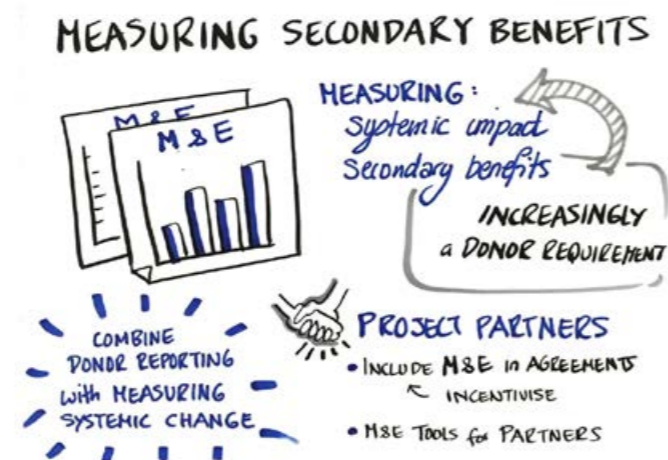 MEASURING SECONDARY BENEFITS
M & E
M & E
MEASURING:
Systemic impact
Secondary benefits
INCREASINGLY
a DONOR REQUIREMENT
COMBINE
DONOR REPORTING
with MEASURING
SYSTEMIC CHANGE
PROJECT PARTNERS
• INCLUDE M&E in AGREEMENTS
INCENTIVISE
• M&E TOOLS for PARTNERS